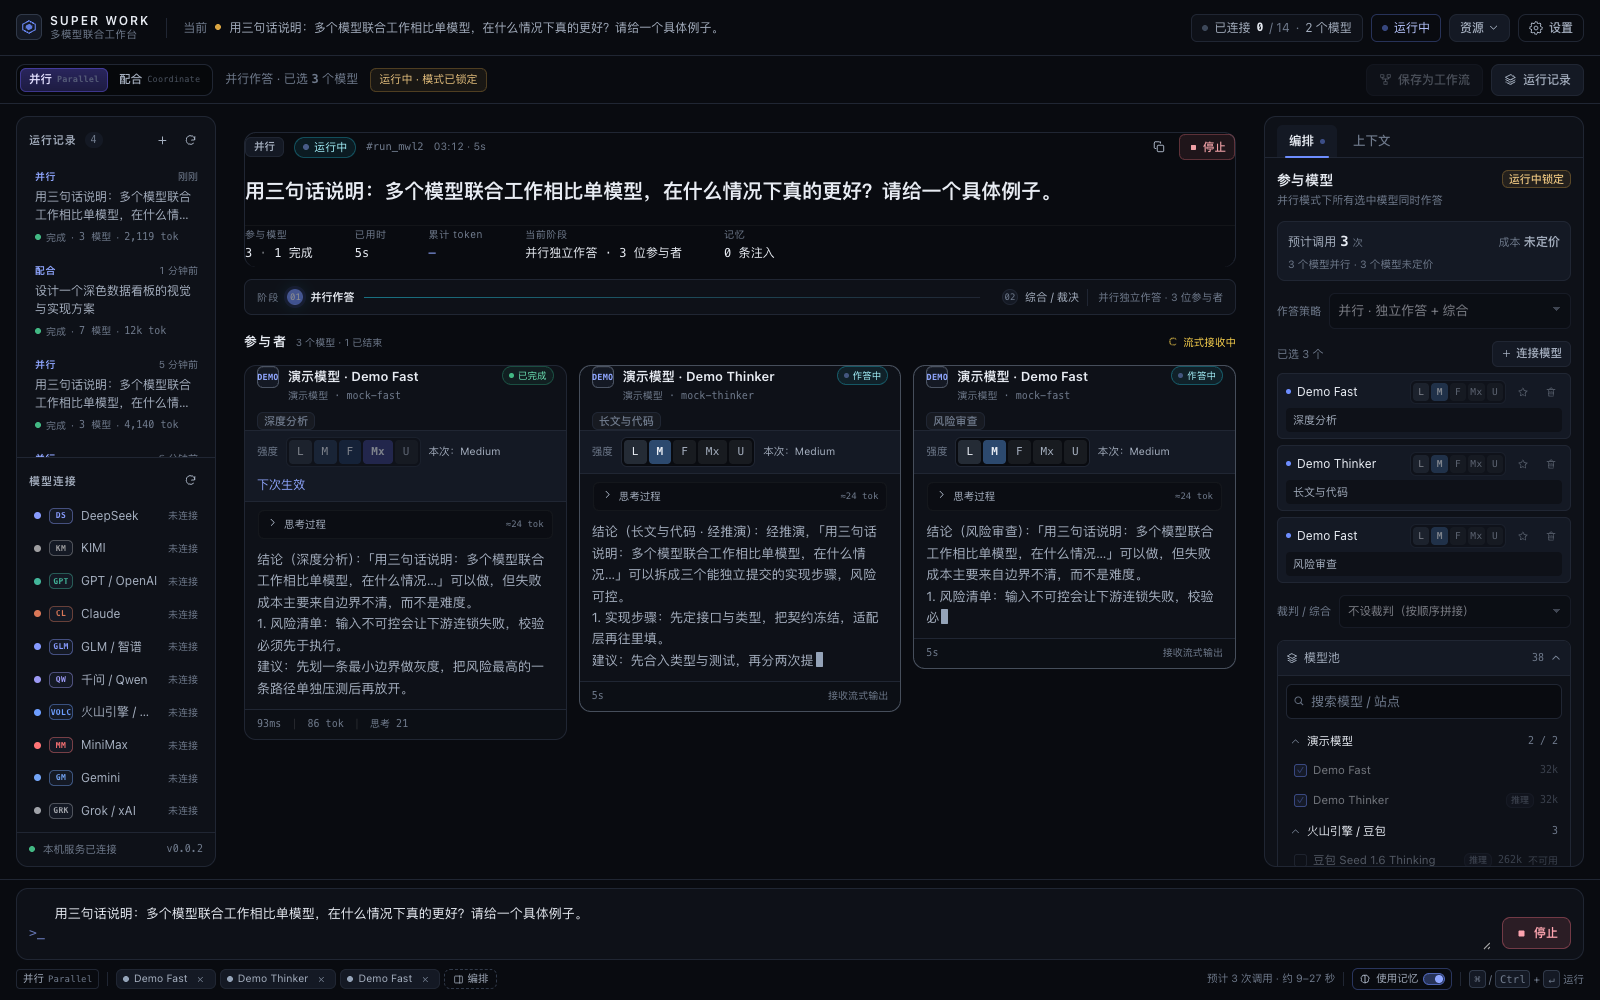 SUPER WORK
多模型联合工作台
当前 用三句话说明：多个模型联合工作相比单模型，在什么情况下真的更好？请给一个具体例子。
已连接 0 / 14 · 2 个模型
运行中
资源
设置
并行 Parallel
配合 Coordinate
并行作答 · 已选 3 个模型
运行中 · 模式已锁定
保存为工作流
运行记录
运行记录 4
并行 刚刚
用三句话说明：多个模型联合
工作相比单模型，在什么情…
完成 · 3 模型 · 2,119 tok
配合 1 分钟前
设计一个深色数据看板的视觉
与实现方案
完成 · 7 模型 · 12k tok
并行 5 分钟前
用三句话说明：多个模型联合
工作相比单模型，在什么情…
完成 · 3 模型 · 4,140 tok
模型连接
DS DeepSeek 未连接
KM KIMI 未连接
GPT GPT / OpenAI 未连接
CL Claude 未连接
GLM GLM / 智谱 未连接
QW 千问 / Qwen 未连接
VOLC 火山引擎 / … 未连接
MM MiniMax 未连接
GM Gemini 未连接
GRK Grok / xAI 未连接
本机服务已连接 v0.0.2
并行 运行中 #run_mwl2 03:12 · 5s
停止
用三句话说明：多个模型联合工作相比单模型，在什么情况下真的更好？请给一个具体例子。
参与模型 已用时 累计 token 当前阶段 记忆
3 · 1 完成 5s — 并行独立作答 · 3 位参与者 0 条注入
阶段 01 并行作答 02 综合 / 裁决 并行独立作答 · 3 位参与者
参与者 3 个模型 · 1 已结束 流式接收中
DEMO 演示模型 · Demo Fast 已完成
演示模型 · mock-fast
深度分析
强度 L M F Mx U 本次：Medium
下次生效
思考过程 ≈24 tok
结论（深度分析）：「用三句话说明：多个模型联合
工作相比单模型，在什么情况…」可以做，但失败
成本主要来自边界不清，而不是难度。
1. 风险清单：输入不可控会让下游连锁失败，校验
必须先于执行。
建议：先划一条最小边界做灰度，把风险最高的一
条路径单独压测后再放开。
93ms 86 tok 思考 21
DEMO 演示模型 · Demo Thinker 作答中
演示模型 · mock-thinker
长文与代码
强度 L M F Mx U 本次：Medium
思考过程 ≈24 tok
结论（长文与代码 · 经推演）：经推演，「用三句话
说明：多个模型联合工作相比单模型，在什么情
况…」可以拆成三个能独立提交的实现步骤，风险
可控。
1. 实现步骤：先定接口与类型，把契约冻结，适配
层再往里填。
建议：先合入类型与测试，再分两次提
5s 接收流式输出
DEMO 演示模型 · Demo Fast 作答中
演示模型 · mock-fast
风险审查
强度 L M F Mx U 本次：Medium
思考过程 ≈24 tok
结论（风险审查）：「用三句话说明：多个模型联合
工作相比单模型，在什么情况…」可以做，但失败
成本主要来自边界不清，而不是难度。
1. 风险清单：输入不可控会让下游连锁失败，校验
必
5s 接收流式输出
编排 上下文
参与模型 运行中锁定
并行模式下所有选中模型同时作答
预计调用 3 次 成本 未定价
3 个模型并行 · 3 个模型未定价
作答策略 并行 · 独立作答 + 综合
已选 3 个 + 连接模型
Demo Fast L M F Mx U
深度分析
Demo Thinker L M F Mx U
长文与代码
Demo Fast L M F Mx U
风险审查
裁判 / 综合 不设裁判（按顺序拼接）
模型池 38
搜索模型 / 站点
演示模型 2 / 2
Demo Fast 32k
Demo Thinker 推理 32k
火山引擎 / 豆包 3
豆包 Seed 1.6 Thinking 推理 262k 不可用
用三句话说明：多个模型联合工作相比单模型，在什么情况下真的更好？请给一个具体例子。
>_
停止
并行 Parallel Demo Fast × Demo Thinker × Demo Fast × 编排
预计 3 次调用 · 约 9–27 秒 使用记忆 ⌘ / Ctrl + ↵ 运行